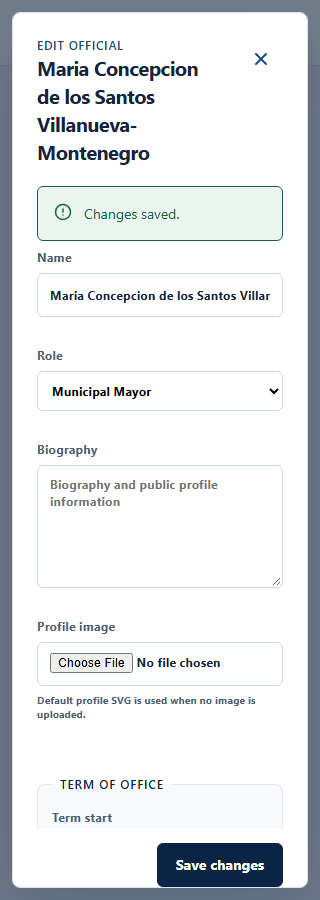 EDIT OFFICIAL
Maria Concepcion
de los Santos
Villanueva-
Montenegro
Changes saved.
Name
Maria Concepcion de los Santos Villar
Role
Municipal Mayor
Biography
Biography and public profile
information
Profile image
Choose File No file chosen
Default profile SVG is used when no image is
uploaded.
TERM OF OFFICE
Term start
Save changes